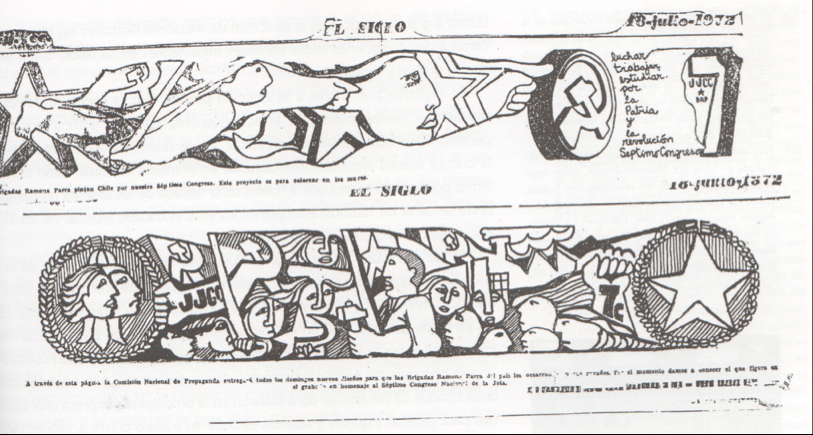 EL SIGLO
18-julio-1972
luchar
trabajar,
estudiar
por
la
Patria
y
la
revolución
Séptimo Congreso
JJCC
BRP
7
Brigadas Ramona Parra pintan Chile por nuestro Séptimo Congreso. Este proyecto es para colorear en los muros.
EL SIGLO
16-junio-1972
JJCC
7c
A través de esta página la Comisión Nacional de Propaganda entregará todos los domingos nuevos diseños para que las Brigadas Ramona Parra del país los desarrollen Por el momento damos a conocer el que figura en
el grabado en homenaje al Séptimo Congreso Nacional de la Jota.